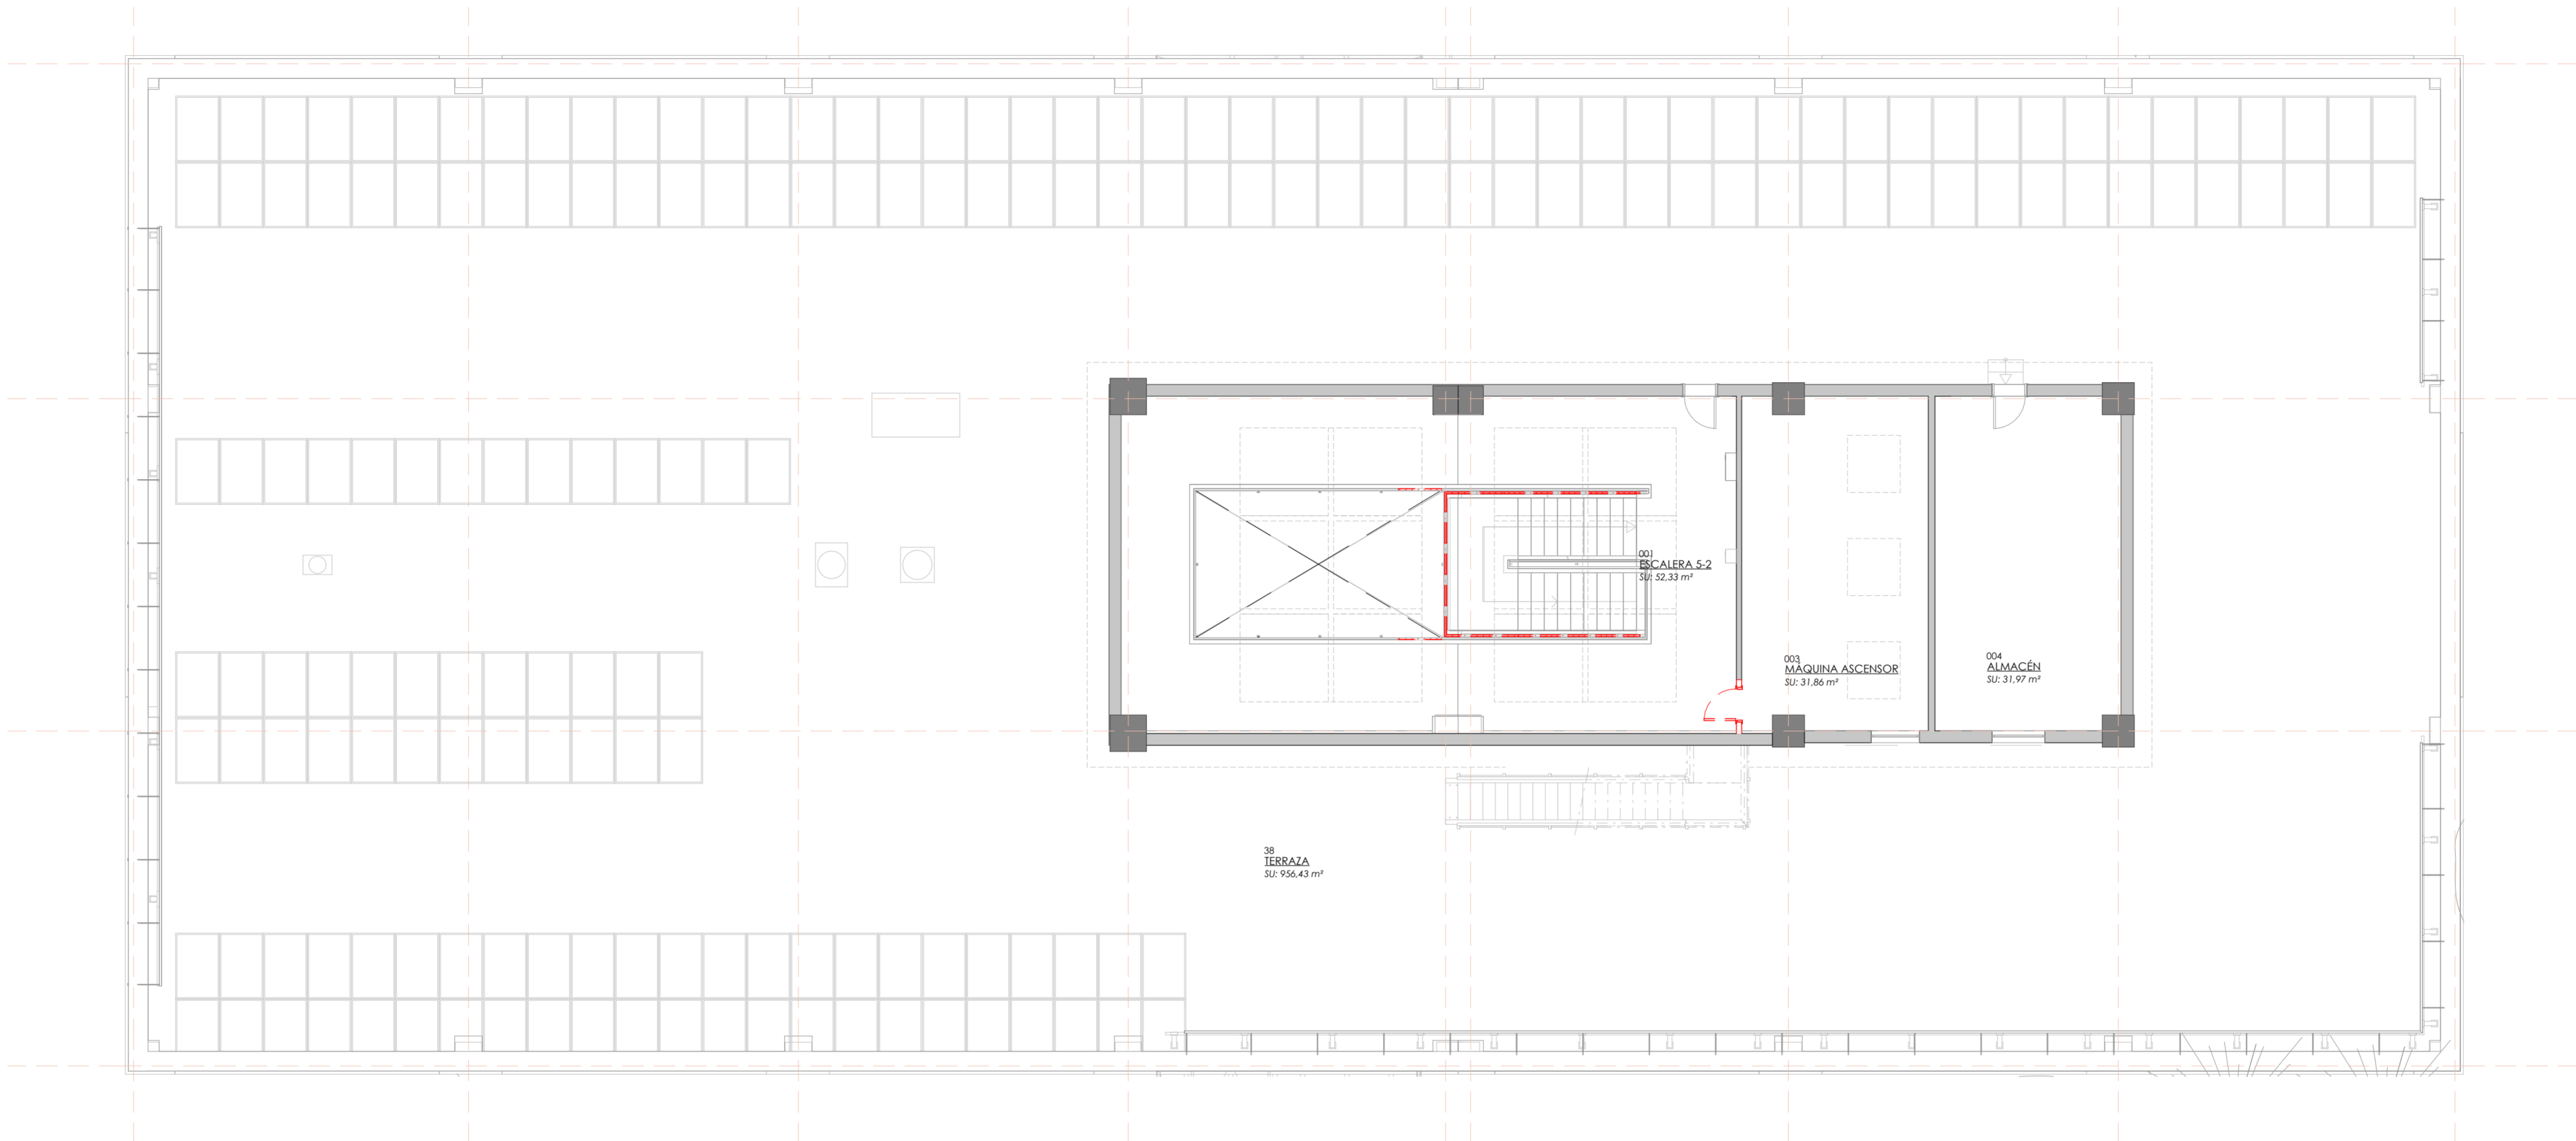 001
ESCALERA 5-2
SU: 52,33 m²
003
MÁQUINA ASCENSOR
SU: 31,86 m²
004
ALMACÉN
SU: 31,97 m²
38
TERRAZA
SU: 956,43 m²